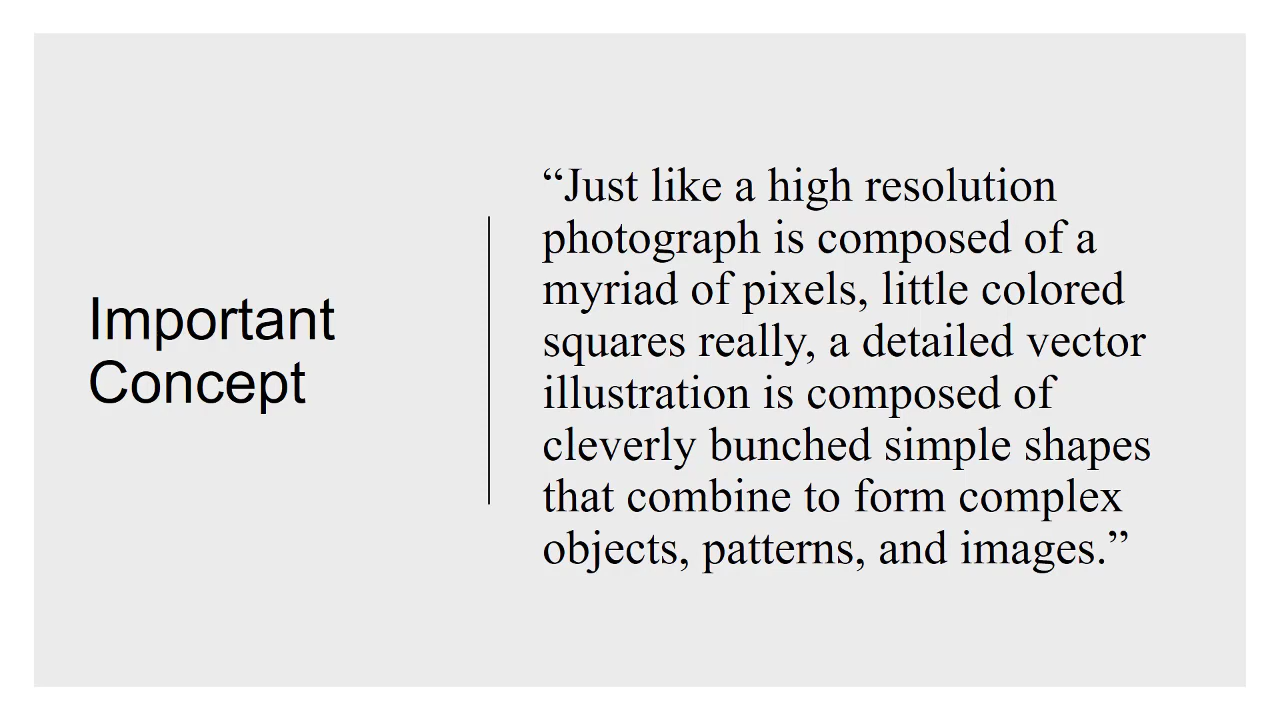 Important
Concept
“Just like a high resolution
photograph is composed of a
myriad of pixels, little colored
squares really, a detailed vector
illustration is composed of
cleverly bunched simple shapes
that combine to form complex
objects, patterns, and images.”